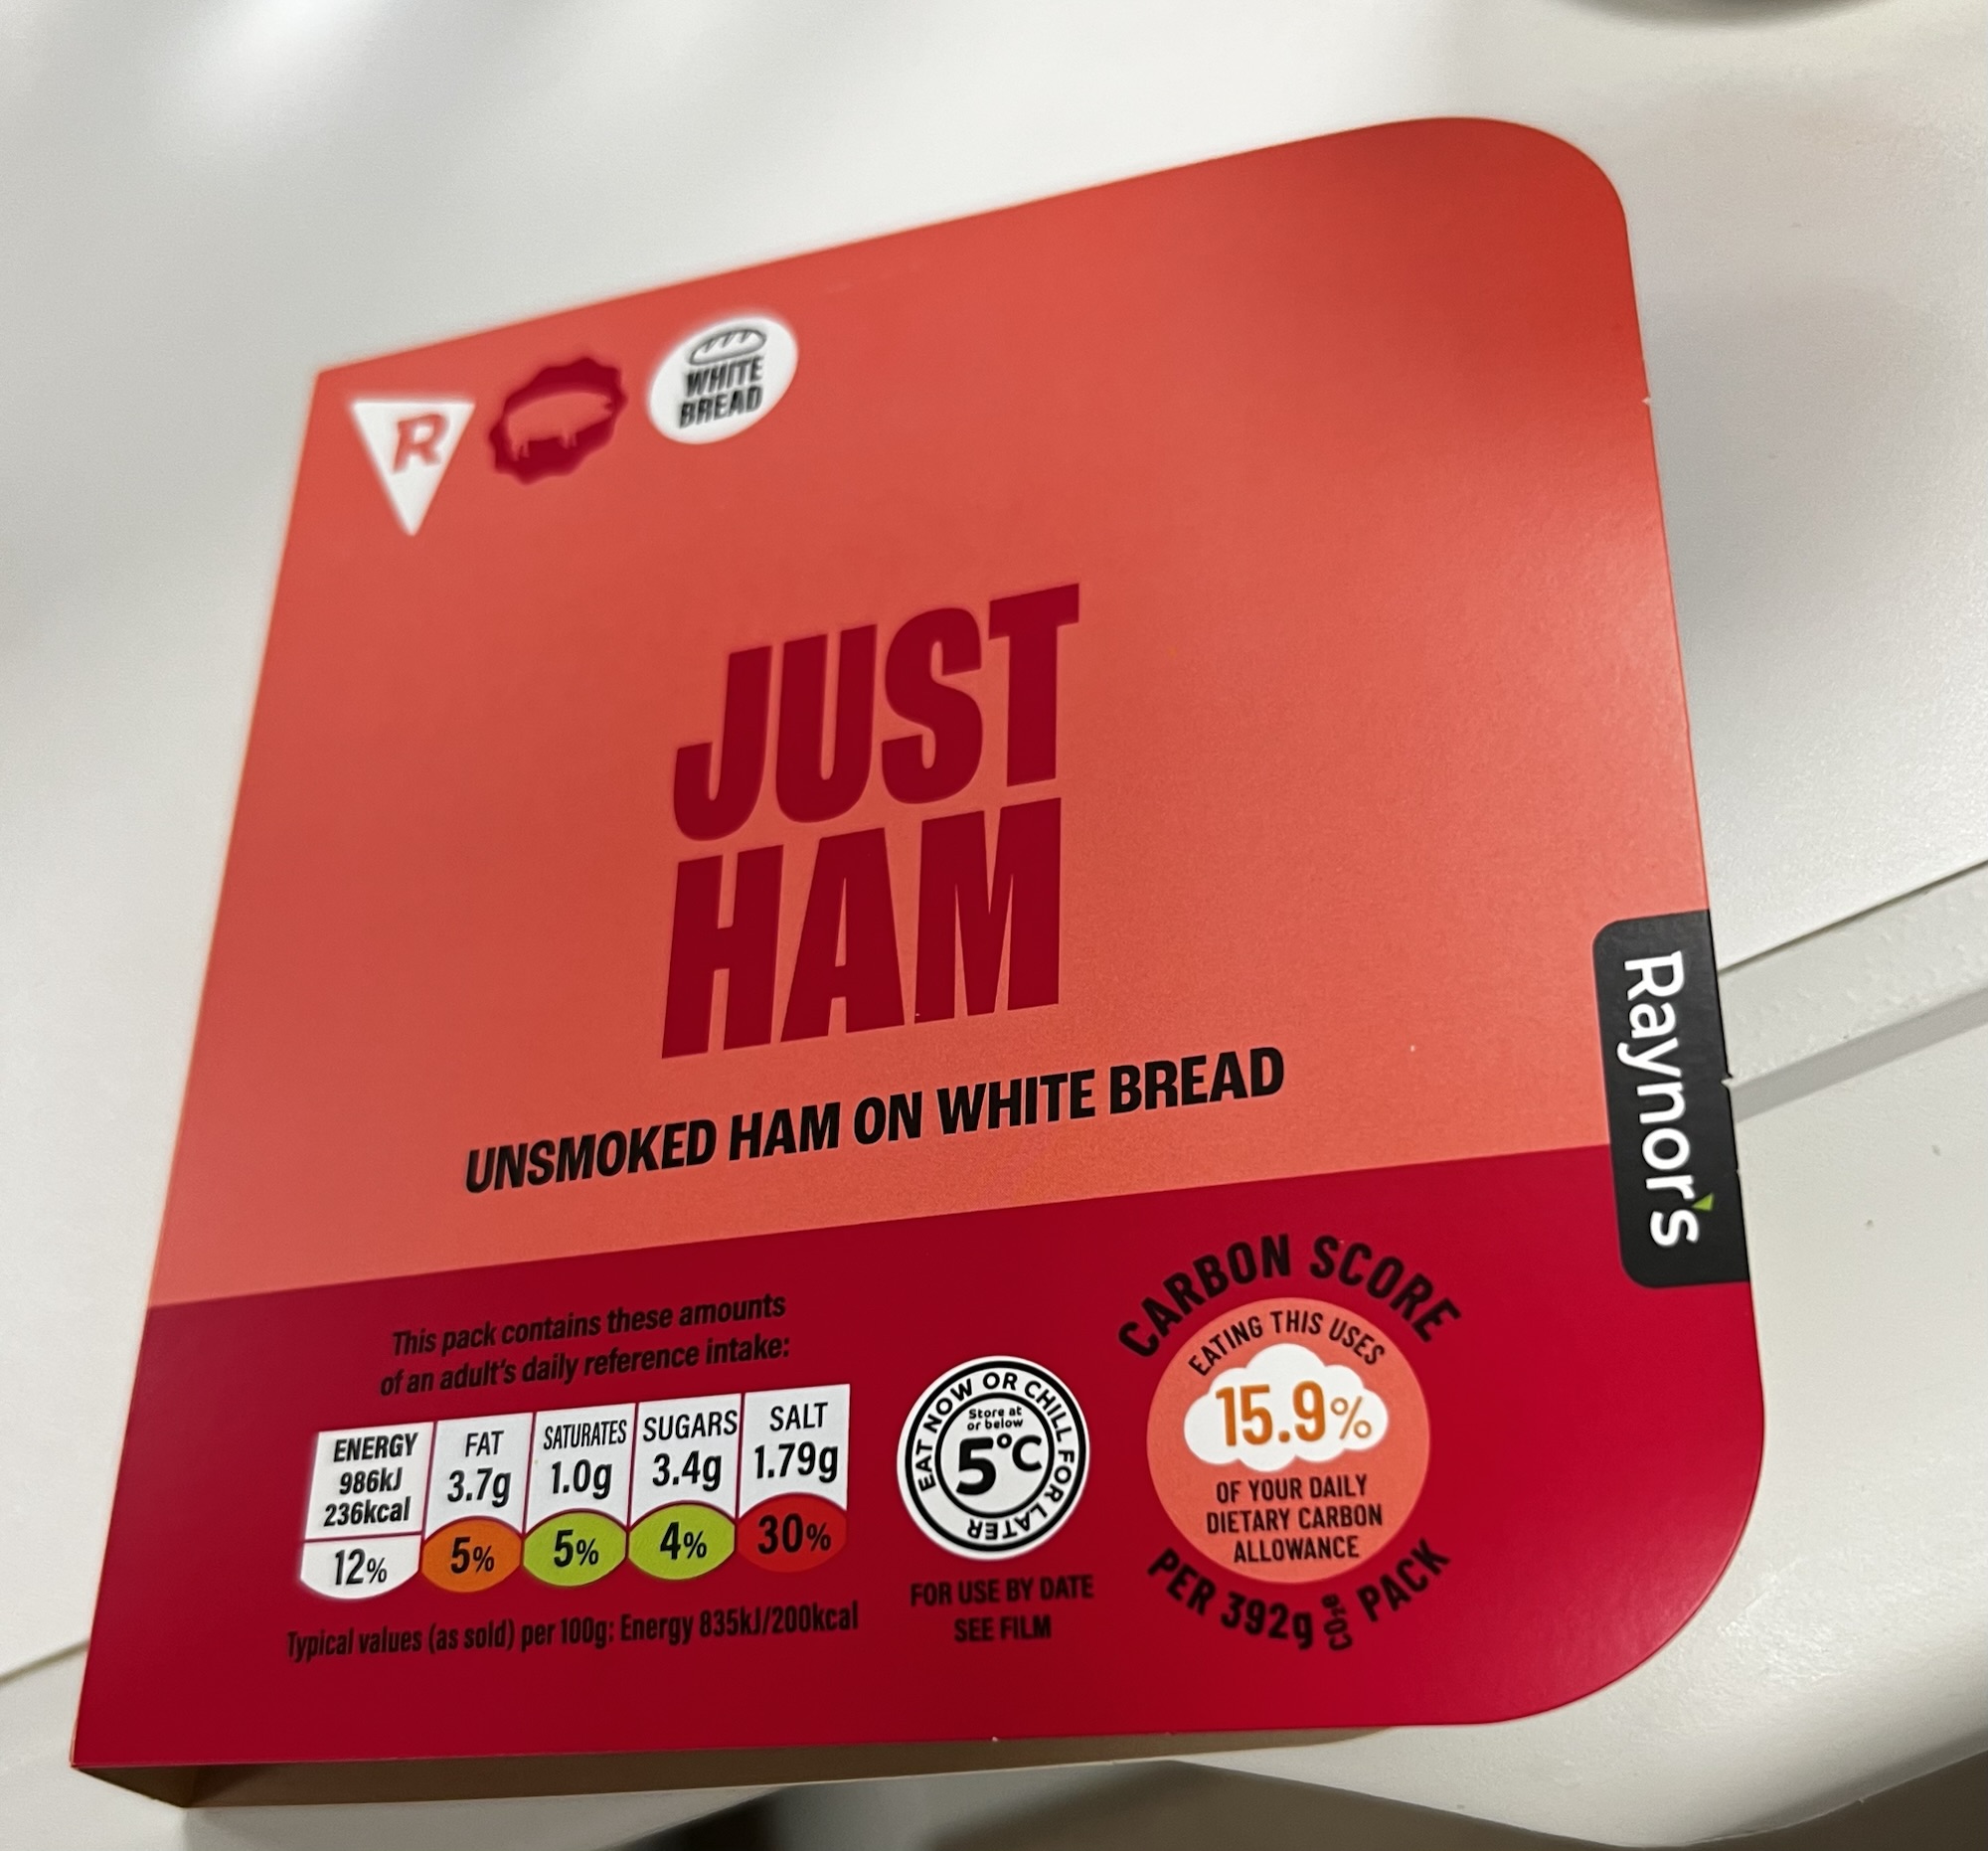 R
WHITE
BREAD
JUST
HAM
UNSMOKED HAM ON WHITE BREAD
Raynor's
This pack contains these amounts
of an adult's daily reference intake:
ENERGY
986kJ
236kcal
12%
FAT
3.7g
5%
SATURATES
1.0g
5%
SUGARS
3.4g
4%
SALT
1.79g
30%
Typical values (as sold) per 100g: Energy 835kJ/200kcal
EAT NOW OR CHILL FOR LATER
Store at
or below
5°C
FOR USE BY DATE
SEE FILM
CARBON SCORE
EATING THIS USES
15.9%
OF YOUR DAILY
DIETARY CARBON
ALLOWANCE
PER 392g CO₂e PACK